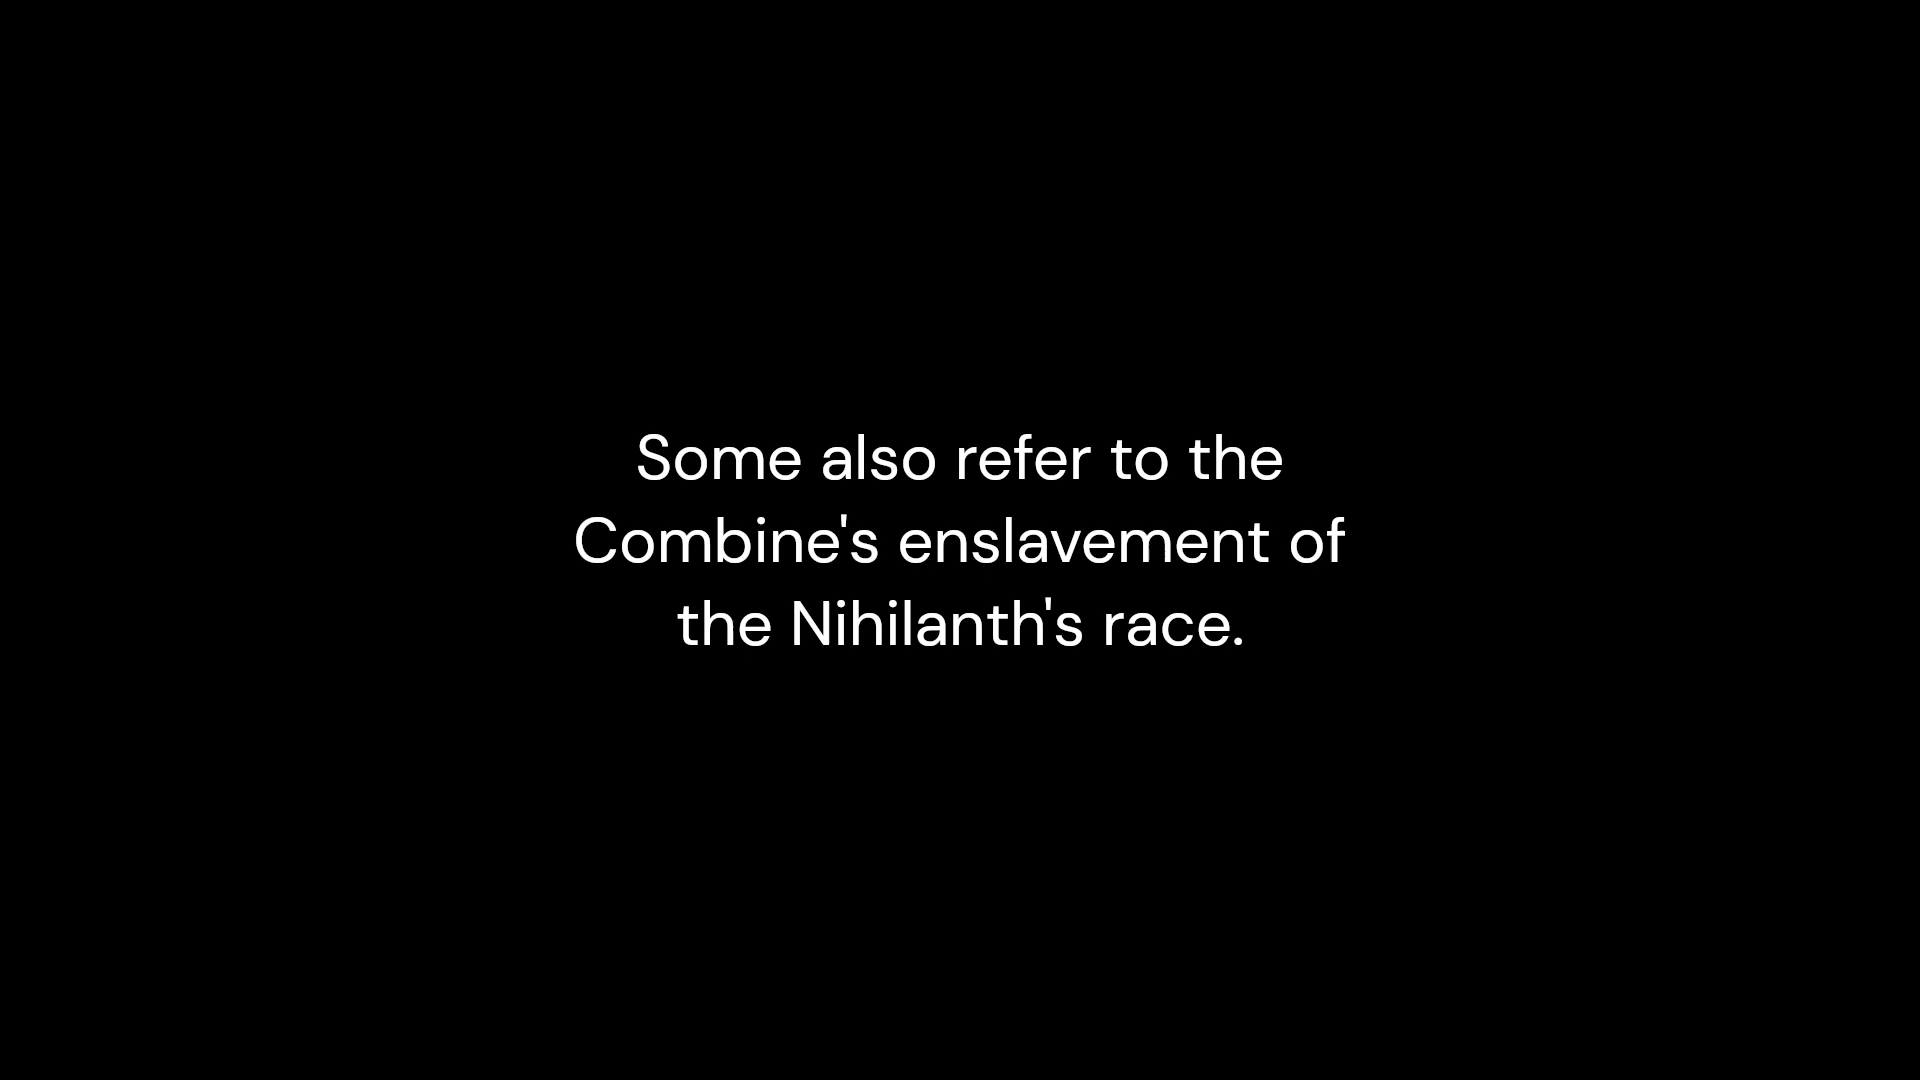 Some also refer to the
Combine's enslavement of
the Nihilanth's race.